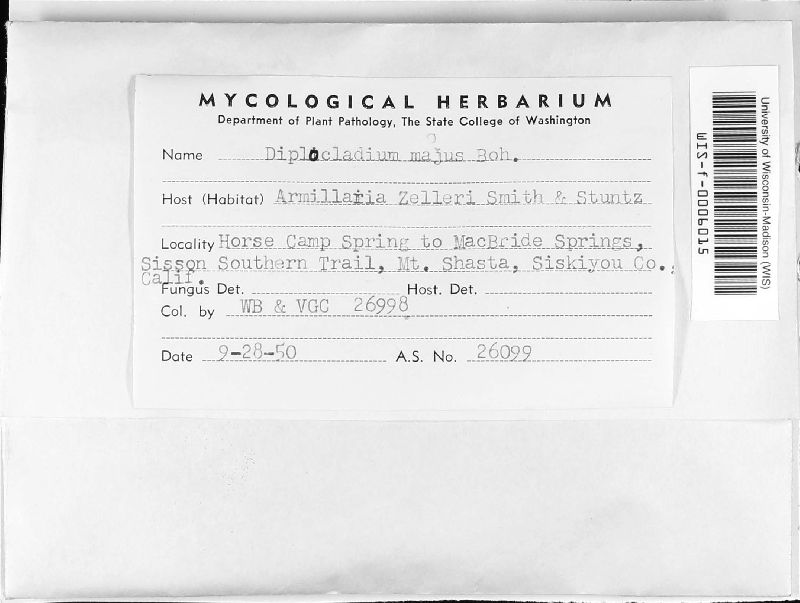 MYCOLOGICAL HERBARIUM
Department of Plant Pathology, The State College of Washington
Name Diplocladium majus Boh.
Host (Habitat) Armillaria Zelleri Smith & Stuntz
Locality Horse Camp Spring to MacBride Springs,
Sisson Southern Trail, Mt. Shasta, Siskiyou Co.,
Calif.
Fungus Det. Host. Det.
Col. by WB & VGC 26998
Date 9-28-50 A.S. No. 26099
University of Wisconsin-Madison (WIS)
WIS-f-0006015